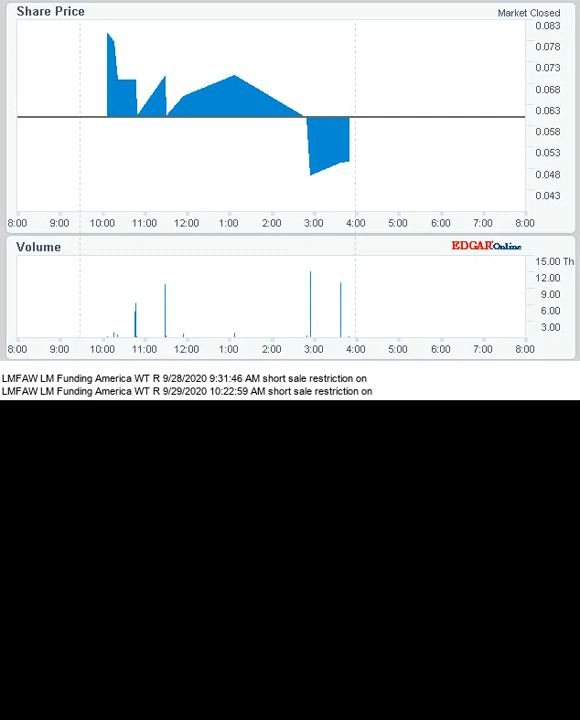 Share Price
Market Closed
0.083
0.078
0.073
0.068
0.063
0.058
0.053
0.048
0.043
8:00 9:00 10:00 11:00 12:00 1:00 2:00 3:00 4:00 5:00 6:00 7:00 8:00
Volume
EDGAR Online
15.00 Th
12.00
9.00
6.00
3.00
8:00 9:00 10:00 11:00 12:00 1:00 2:00 3:00 4:00 5:00 6:00 7:00 8:00
LMFAW LM Funding America WT R 9/28/2020 9:31:46 AM short sale restriction on
LMFAW LM Funding America WT R 9/29/2020 10:22:59 AM short sale restriction on